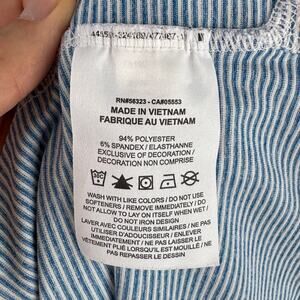 RN#56323 - CA#05553
MADE IN VIETNAM
FABRIQUE AU VIETNAM
94% POLYESTER
6% SPANDEX / ELASTHANNE
EXCLUSIVE OF DECORATION /
DECORATION NON COMPRISE
WASH WITH LIKE COLORS / DO NOT USE
SOFTENERS / REMOVE IMMEDIATELY / DO
NOT ALLOW TO LAY ON ITSELF WHEN WET /
DO NOT IRON DESIGN
LAVER AVEC COULEURS SIMILAIRES / NE PAS
UTILISER D'ADOUCISSEUR / ENLEVER
IMMÉDIATEMENT / NE PAS LAISSER LE
VÊTEMENT PLIÉ LORSQU'IL EST MOUILLÉ / NE
PAS REPASSER LE DESSIN